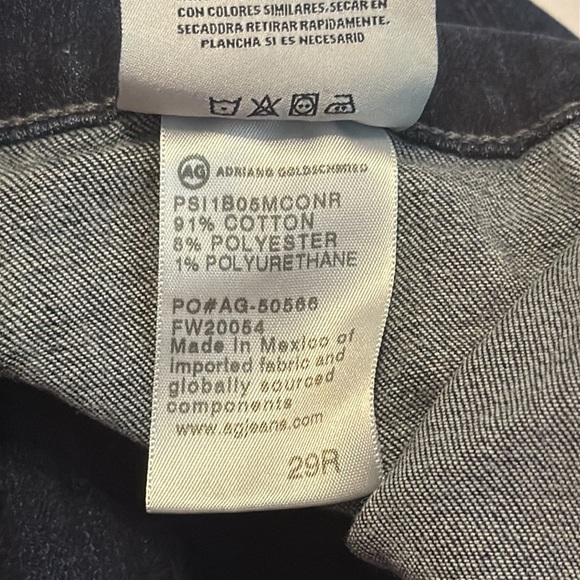 CON COLORES SIMILARES. SECAR EN
SECADORA RETIRAR RAPIDAMENTE.
PLANCHA SI ES NECESARIO
AG ADRIANO GOLDSCHMIED
PSI1B05MCONR
91% COTTON
8% POLYESTER
1% POLYURETHANE
PO#AG-50566
FW20054
Made in Mexico of
imported fabric and
globally sourced
components
www.agjeans.com
29R